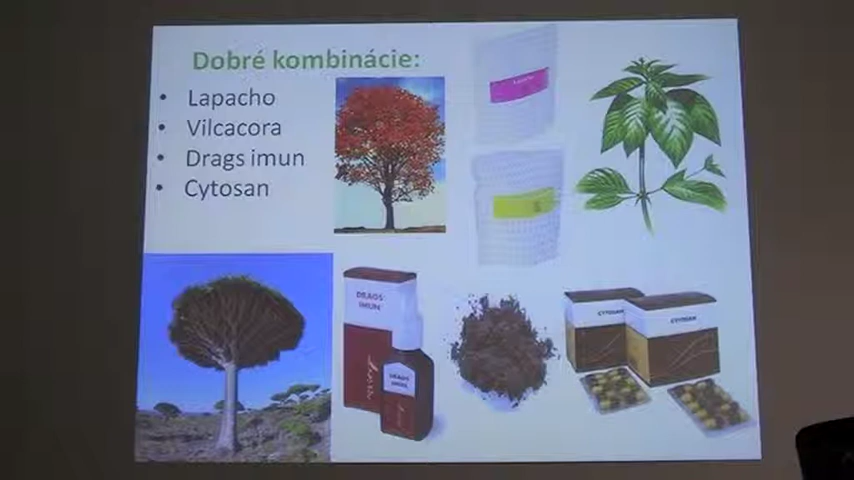 Dobré kombinácie:
• Lapacho
• Vilcacora
• Drags imun
• Cytosan
DRAGS
IMUN
DRAGS
IMUN
CYTOSAN
CYTOSAN